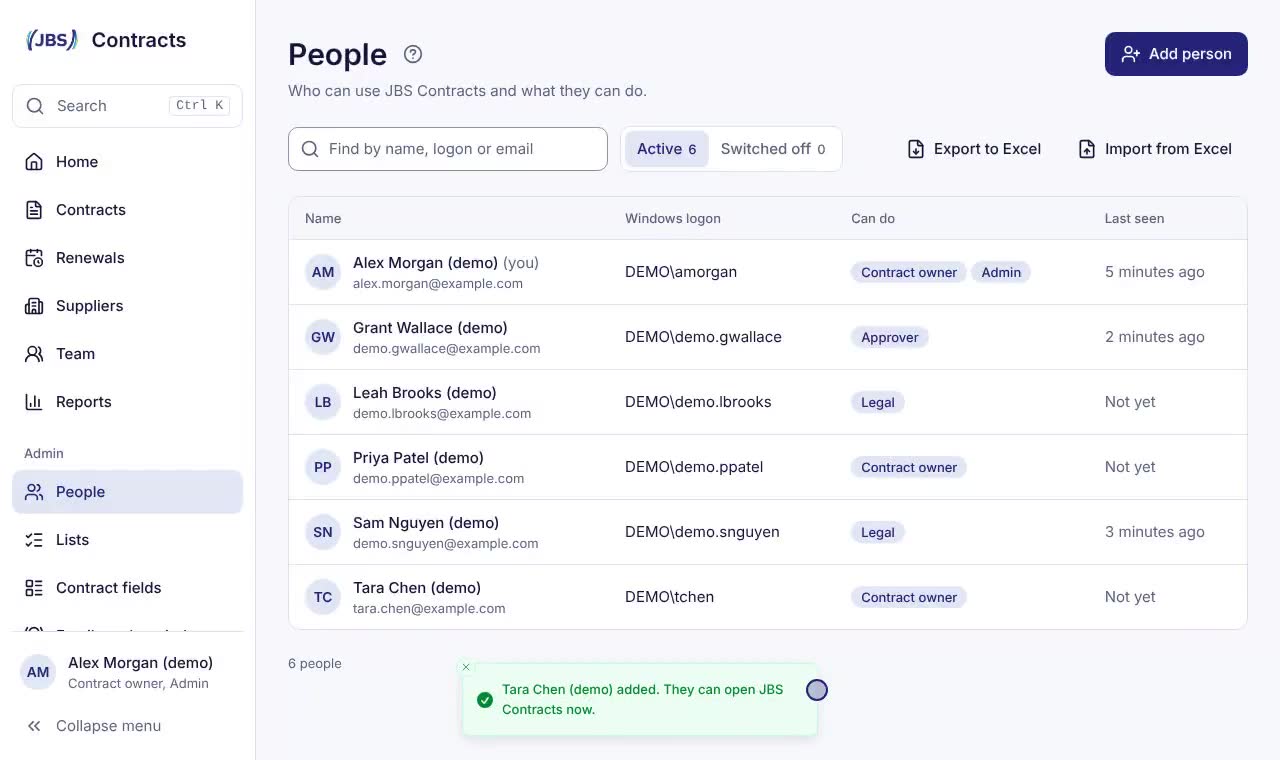 JBS Contracts
Search Ctrl K
Home
Contracts
Renewals
Suppliers
Team
Reports
Admin
People
Lists
Contract fields
AM Alex Morgan (demo)
Contract owner, Admin
Collapse menu
People
Who can use JBS Contracts and what they can do.
Add person
Find by name, logon or email
Active 6 Switched off 0
Export to Excel Import from Excel
Name Windows logon Can do Last seen
AM Alex Morgan (demo) (you) DEMO\amorgan Contract owner Admin 5 minutes ago
alex.morgan@example.com
GW Grant Wallace (demo) DEMO\demo.gwallace Approver 2 minutes ago
demo.gwallace@example.com
LB Leah Brooks (demo) DEMO\demo.lbrooks Legal Not yet
demo.lbrooks@example.com
PP Priya Patel (demo) DEMO\demo.ppatel Contract owner Not yet
demo.ppatel@example.com
SN Sam Nguyen (demo) DEMO\demo.snguyen Legal 3 minutes ago
demo.snguyen@example.com
TC Tara Chen (demo) DEMO\tchen Contract owner Not yet
tara.chen@example.com
6 people
Tara Chen (demo) added. They can open JBS
Contracts now.